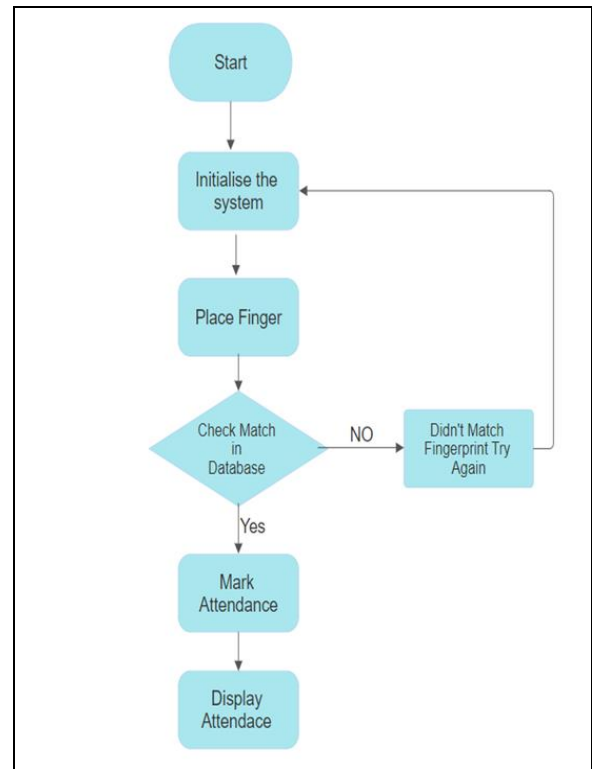 Start
Initialise the
system
Place Finger
Check Match
in
Database
NO
Didn't Match
Fingerprint Try
Again
Yes
Mark
Attendance
Display
Attendace